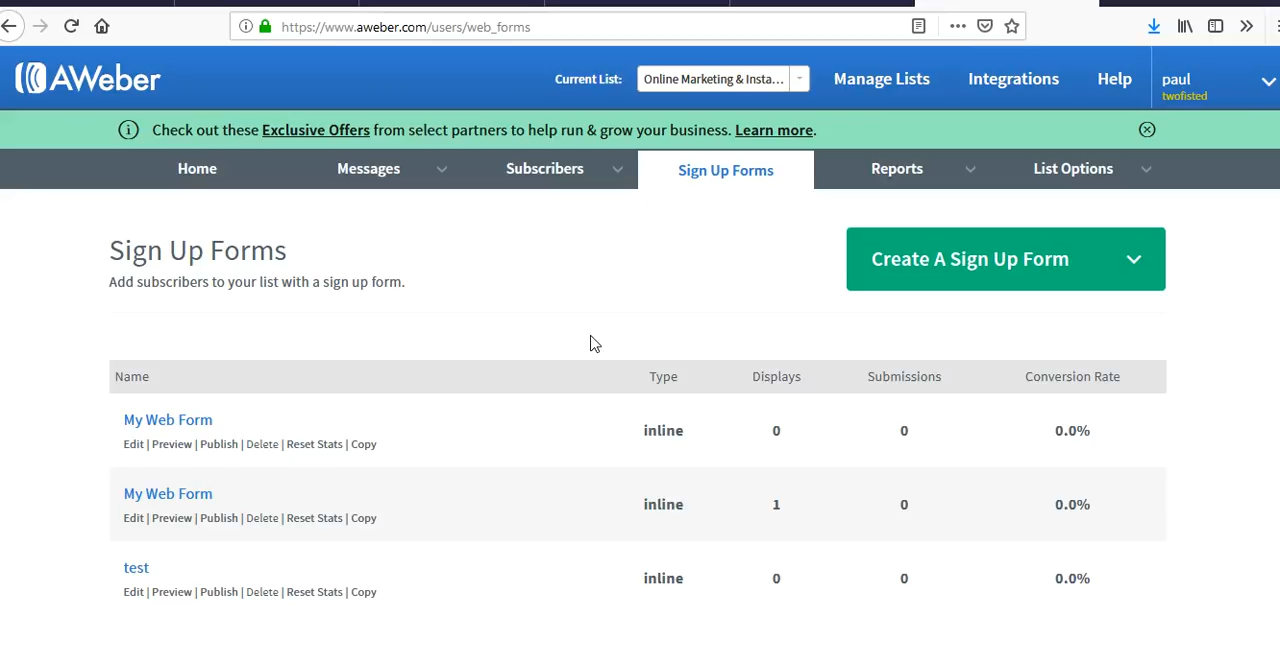 https://www.aweber.com/users/web_forms
AWeber
Current List:
Online Marketing & Insta...
Manage Lists
Integrations
Help
paul
twofisted
Check out these Exclusive Offers from select partners to help run & grow your business. Learn more.
Home
Messages
Subscribers
Sign Up Forms
Reports
List Options
Sign Up Forms
Add subscribers to your list with a sign up form.
Create A Sign Up Form
Name Type Displays Submissions Conversion Rate
My Web Form
Edit | Preview | Publish | Delete | Reset Stats | Copy
inline 0 0 0.0%
My Web Form
Edit | Preview | Publish | Delete | Reset Stats | Copy
inline 1 0 0.0%
test
Edit | Preview | Publish | Delete | Reset Stats | Copy
inline 0 0 0.0%